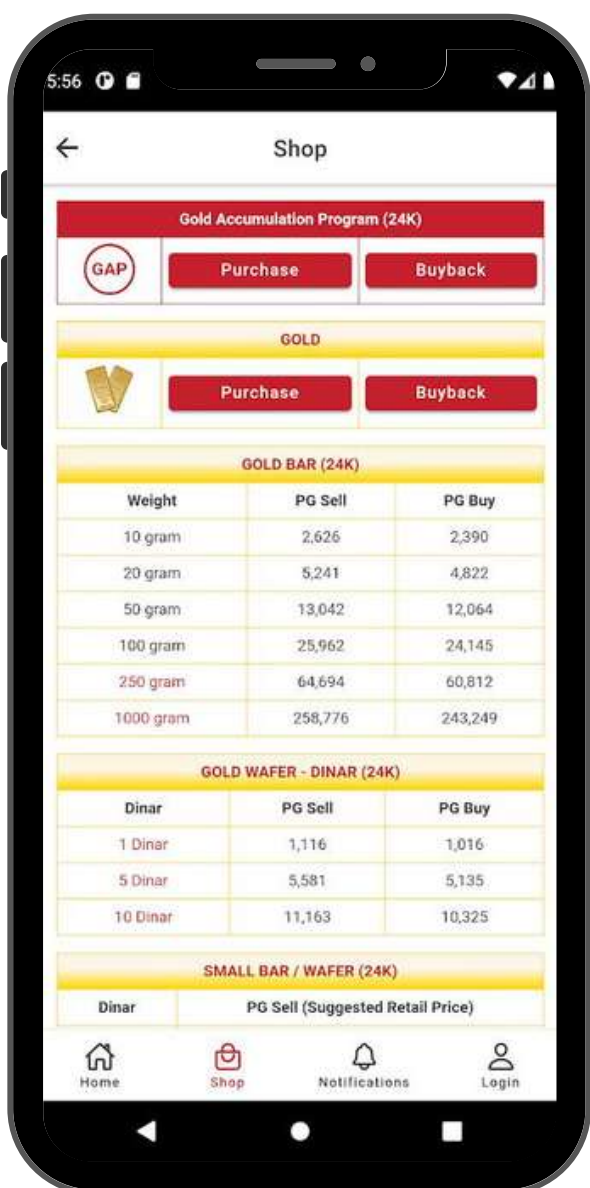 5:56
Shop
Gold Accumulation Program (24K)
GAP Purchase Buyback
GOLD
Purchase Buyback
GOLD BAR (24K)
Weight PG Sell PG Buy
10 gram 2,626 2,390
20 gram 5,241 4,822
50 gram 13,042 12,064
100 gram 25,962 24,145
250 gram 64,694 60,812
1000 gram 258,776 243,249
GOLD WAFER - DINAR (24K)
Dinar PG Sell PG Buy
1 Dinar 1,116 1,016
5 Dinar 5,581 5,135
10 Dinar 11,163 10,325
SMALL BAR / WAFER (24K)
Dinar PG Sell (Suggested Retail Price)
Home Shop Notifications Login